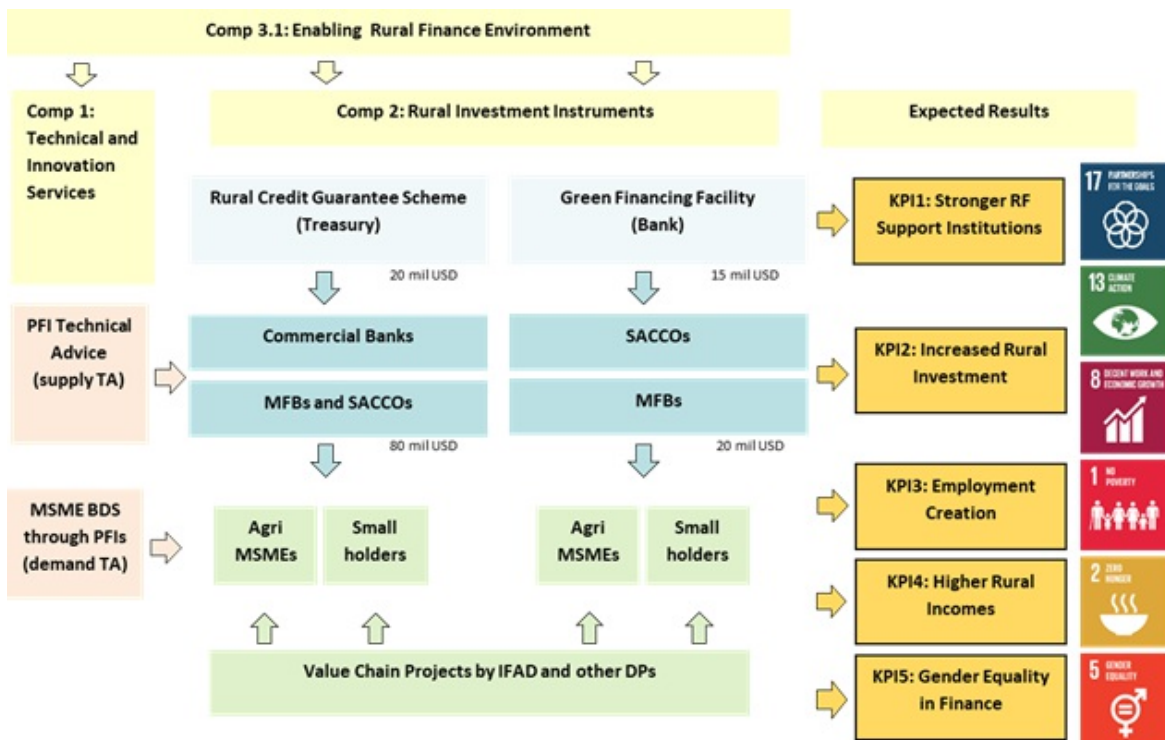 Comp 3.1: Enabling Rural Finance Environment
Comp 1:
Technical and
Innovation
Services
Comp 2: Rural Investment Instruments
Expected Results
Rural Credit Guarantee Scheme
(Treasury)
Green Financing Facility
(Bank)
KPI1: Stronger RF
Support Institutions
17 PARTNERSHIPS
FOR THE GOALS
20 mil USD
15 mil USD
13 CLIMATE
ACTION
PFI Technical
Advice
(supply TA)
Commercial Banks
SACCOs
MFBs and SACCOs
MFBs
KPI2: Increased Rural
Investment
8 DECENT WORK AND
ECONOMIC GROWTH
80 mil USD
20 mil USD
MSME BDS
through PFIs
(demand TA)
Agri
MSMEs
Small
holders
Agri
MSMEs
Small
holders
KPI3: Employment
Creation
1 NO
POVERTY
KPI4: Higher Rural
Incomes
2 ZERO
HUNGER
Value Chain Projects by IFAD and other DPs
KPI5: Gender Equality
in Finance
5 GENDER
EQUALITY